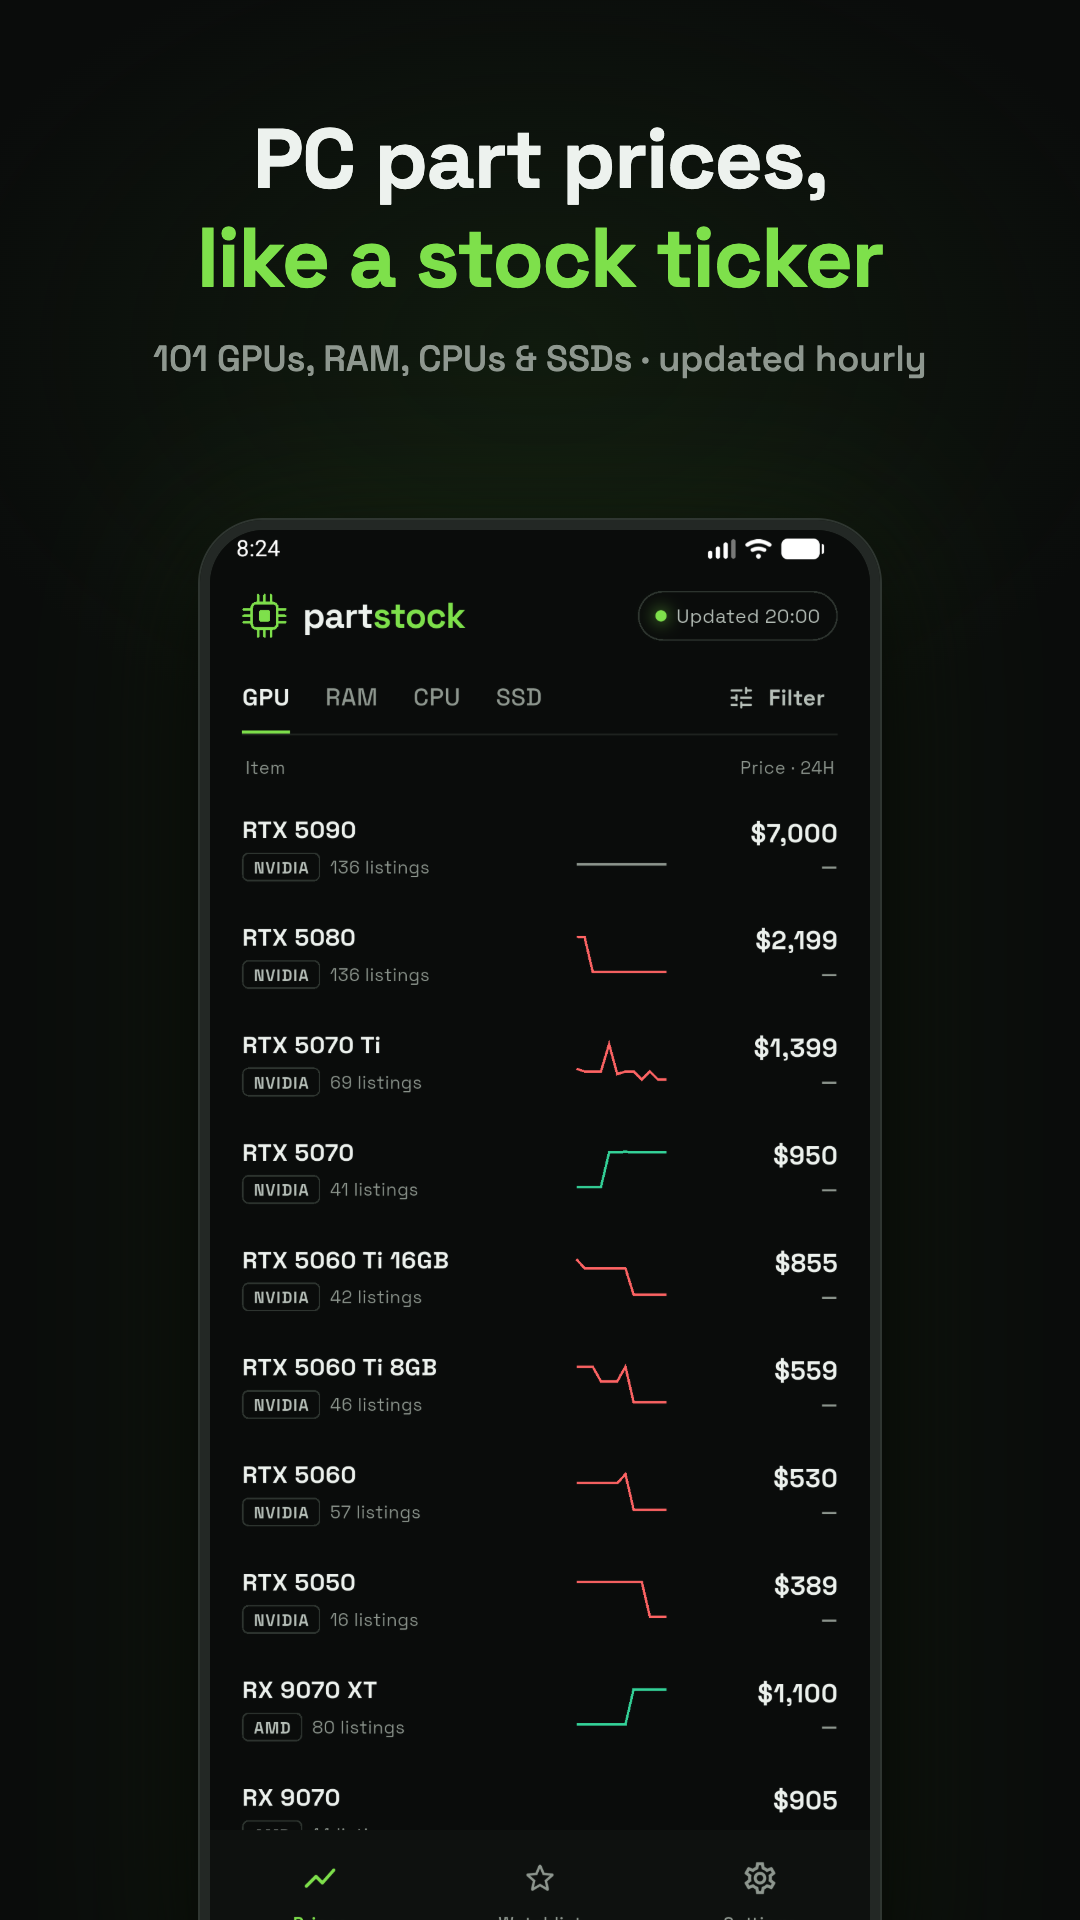 PC part prices,
like a stock ticker
101 GPUs, RAM, CPUs & SSDs · updated hourly
8:24
partstock
Updated 20:00
GPU RAM CPU SSD Filter
Item Price · 24H
RTX 5090 $7,000
NVIDIA 136 listings —
RTX 5080 $2,199
NVIDIA 136 listings —
RTX 5070 Ti $1,399
NVIDIA 69 listings —
RTX 5070 $950
NVIDIA 41 listings —
RTX 5060 Ti 16GB $855
NVIDIA 42 listings —
RTX 5060 Ti 8GB $559
NVIDIA 46 listings —
RTX 5060 $530
NVIDIA 57 listings —
RTX 5050 $389
NVIDIA 16 listings —
RX 9070 XT $1,100
AMD 80 listings —
RX 9070 $905